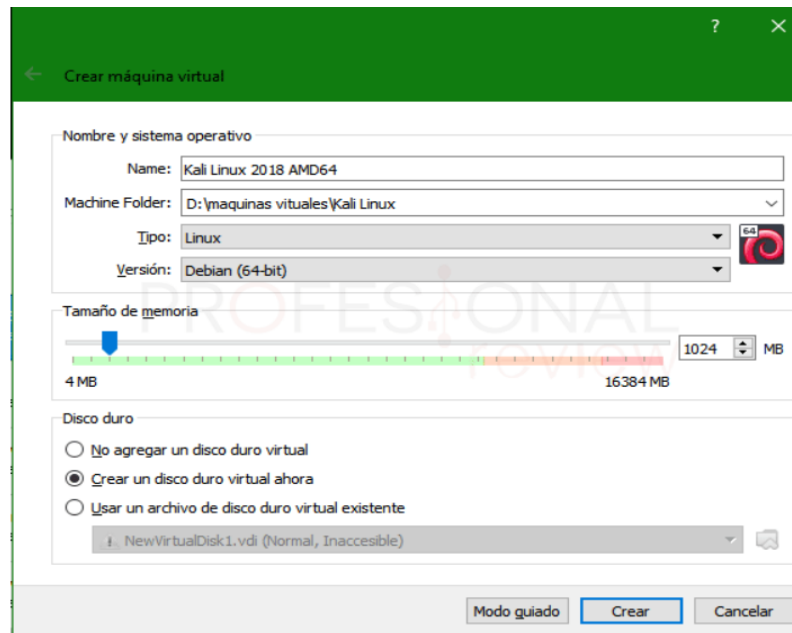 ?
Crear máquina virtual
Nombre y sistema operativo
Name: Kali Linux 2018 AMD64
Machine Folder: D:\maquinas vituales\Kali Linux
Tipo: Linux
64
Versión: Debian (64-bit)
PROFESIONAL
review
Tamaño de memoria
1024 MB
4 MB 16384 MB
Disco duro
No agregar un disco duro virtual
Crear un disco duro virtual ahora
Usar un archivo de disco duro virtual existente
NewVirtualDisk1.vdi (Normal, Inaccesible)
Modo guiado Crear Cancelar